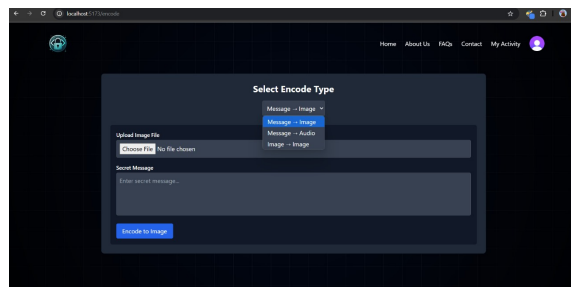 localhost:5173/encode
Home About Us FAQs Contact My Activity
Select Encode Type
Message → Image
Message → Image
Message → Audio
Image → Image
Upload Image File
Choose File No file chosen
Secret Message
Enter secret message...
Encode to Image